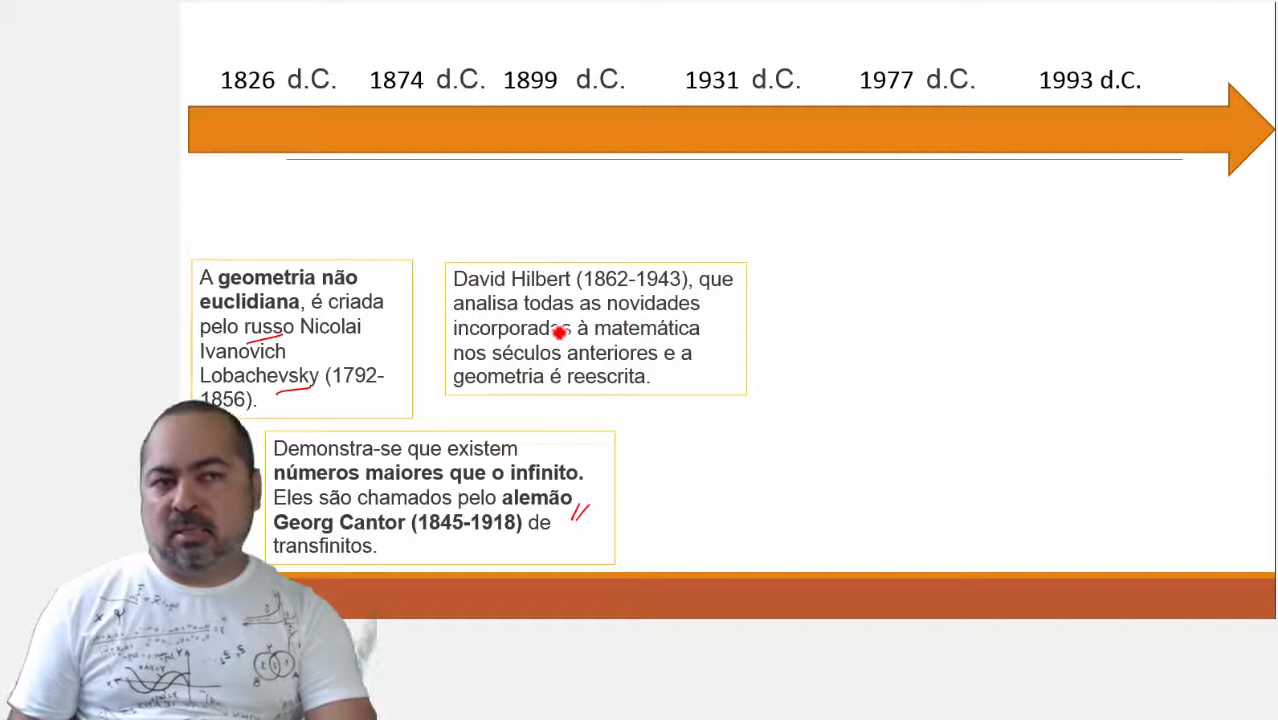 1826 d.C. 1874 d.C. 1899 d.C. 1931 d.C. 1977 d.C. 1993 d.C.
A geometria não
euclidiana, é criada
pelo russo Nicolai
Ivanovich
Lobachevsky (1792-
1856).
David Hilbert (1862-1943), que
analisa todas as novidades
incorporadas à matemática
nos séculos anteriores e a
geometria é reescrita.
Demonstra-se que existem
números maiores que o infinito.
Eles são chamados pelo alemão
Georg Cantor (1845-1918) de
transfinitos.